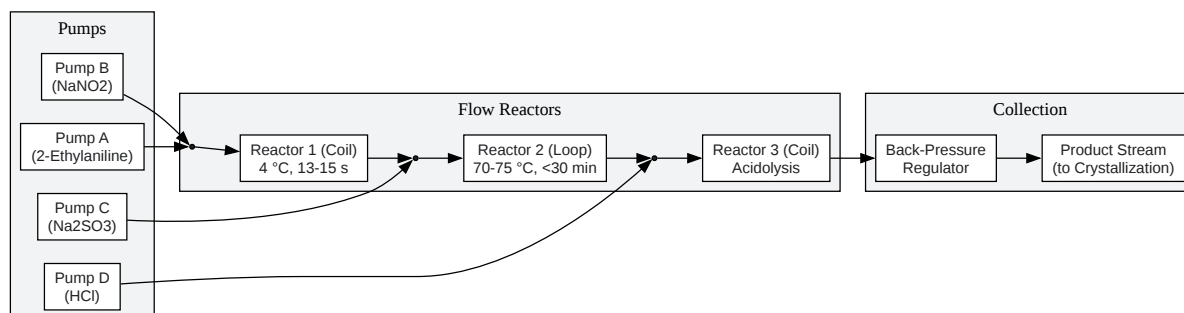 Pumps
Pump B
(NaNO2)
Pump A
(2-Ethylaniline)
Pump C
(Na2SO3)
Pump D
(HCl)
Flow Reactors
Reactor 1 (Coil)
4 °C, 13-15 s
Reactor 2 (Loop)
70-75 °C, <30 min
Reactor 3 (Coil)
Acidolysis
Collection
Back-Pressure
Regulator
Product Stream
(to Crystallization)